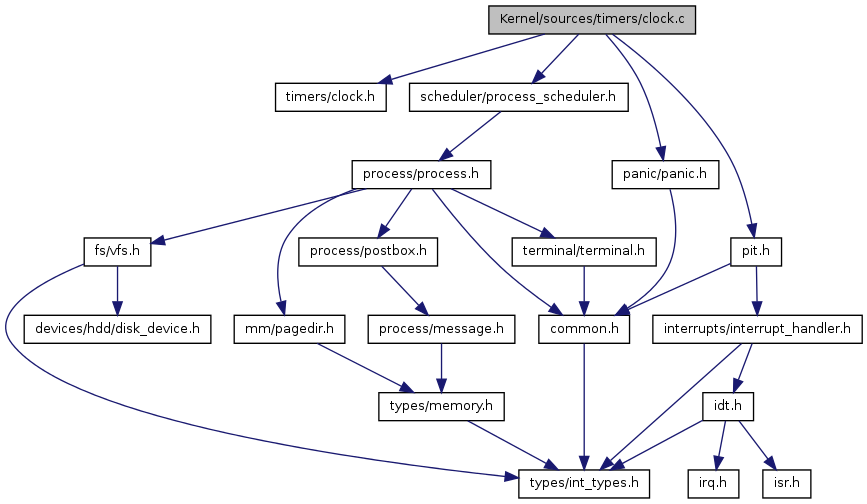 Kernel/sources/timers/clock.c
timers/clock.h
scheduler/process_scheduler.h
process/process.h
panic/panic.h
fs/vfs.h
process/postbox.h
terminal/terminal.h
pit.h
devices/hdd/disk_device.h
mm/pagedir.h
process/message.h
common.h
interrupts/interrupt_handler.h
types/memory.h
idt.h
types/int_types.h
irq.h
isr.h